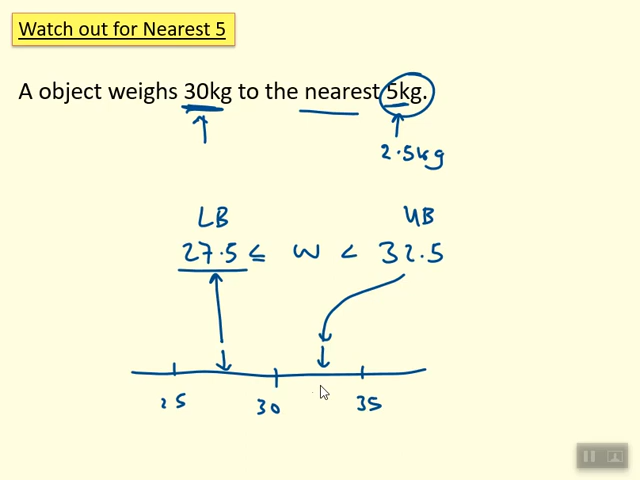 Watch out for Nearest 5
A object weighs 30kg to the nearest 5kg.
2.5kg
LB UB
27.5 ≤ w < 32.5
25 30 35